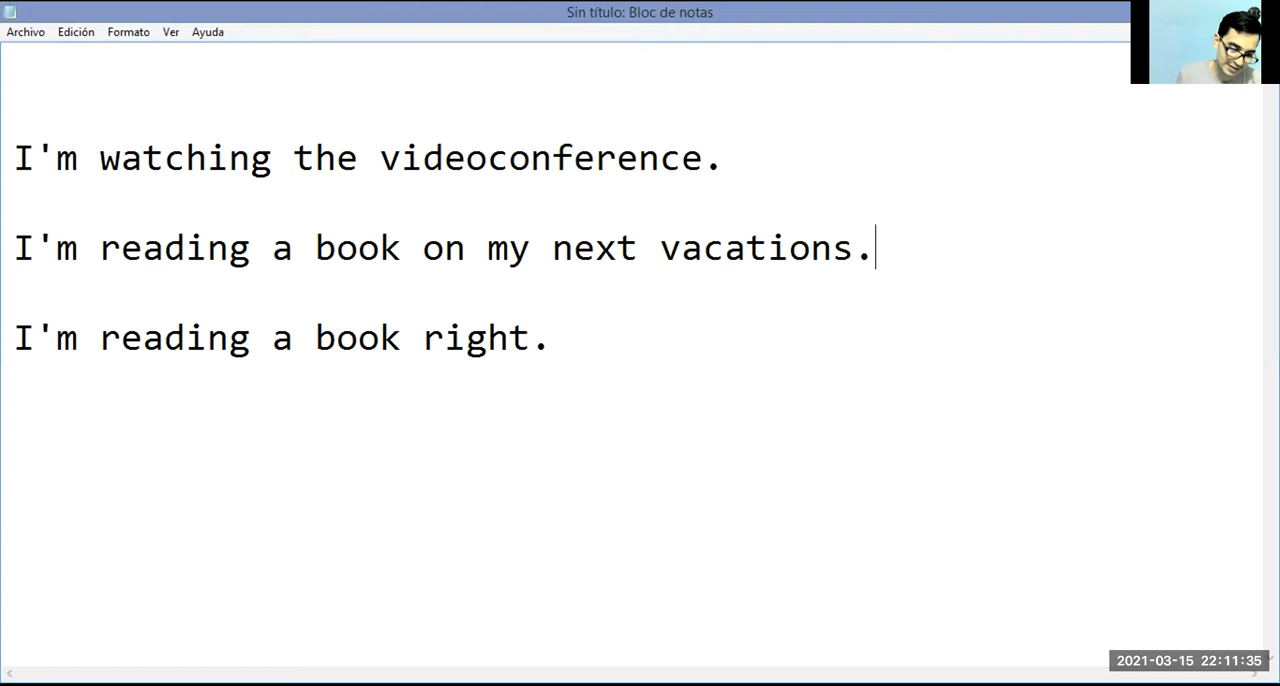 Sin título: Bloc de notas
Archivo Edición Formato Ver Ayuda
I'm watching the videoconference.
I'm reading a book on my next vacations.
I'm reading a book right.
2021-03-15 22:11:35